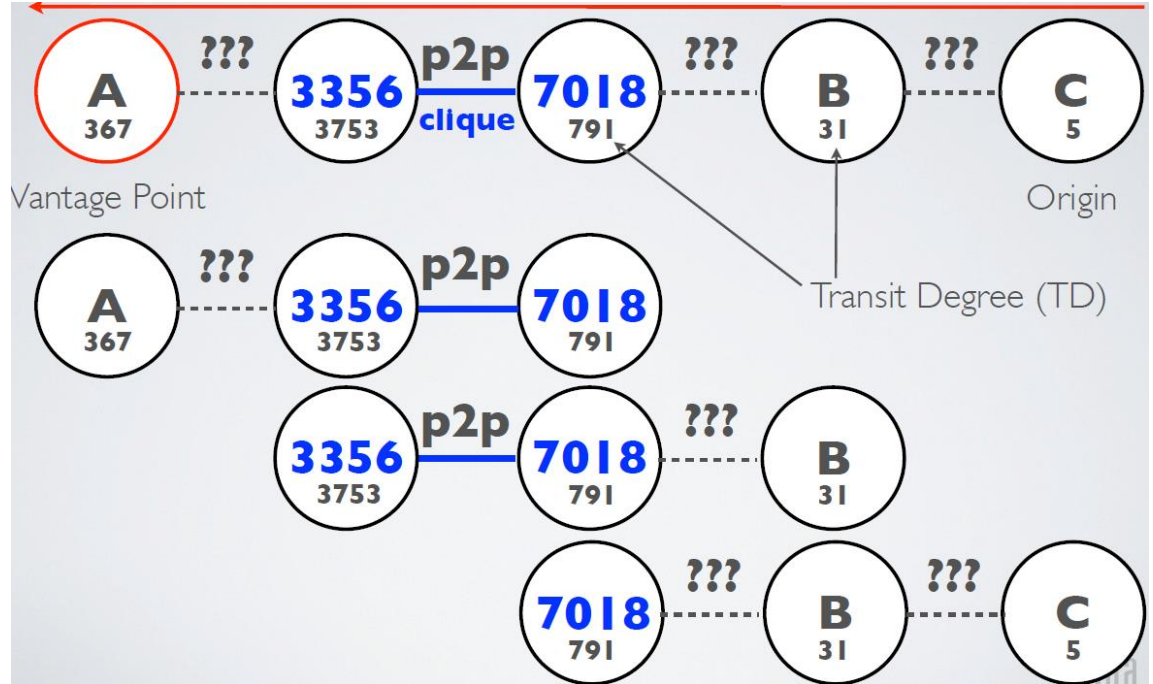 ??? p2p ??? ???
A 3356 7018 B C
367 3753 clique 791 31 5
Vantage Point Origin
??? p2p
A 3356 7018
367 3753 791
Transit Degree (TD)
p2p ???
3356 7018 B
3753 791 31
??? ???
7018 B C
791 31 5